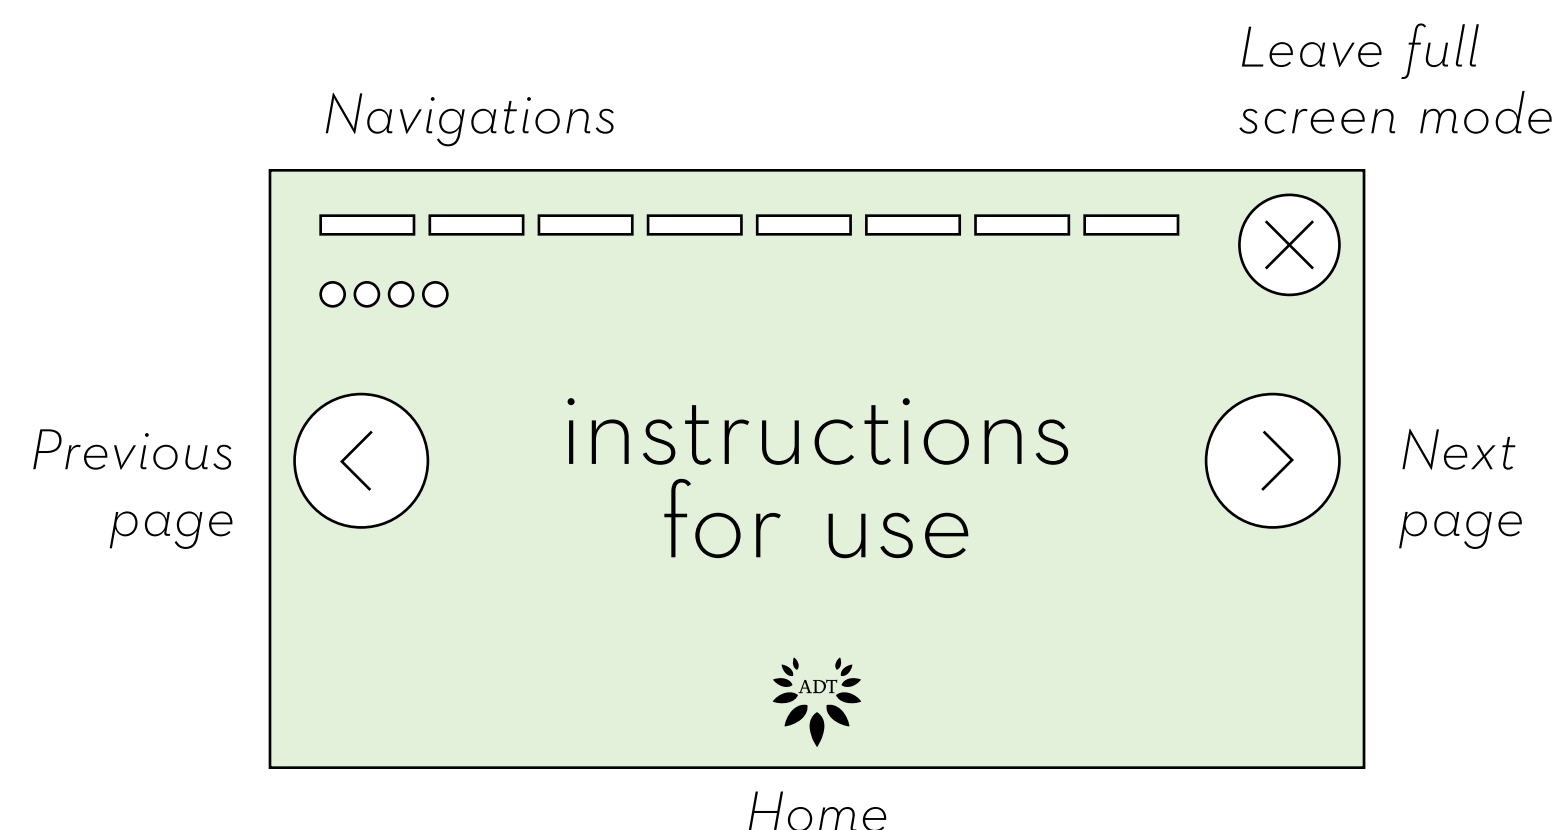 Leave full
screen mode
Navigations
Previous
page
instructions
for use
Next
page
ADT
Home